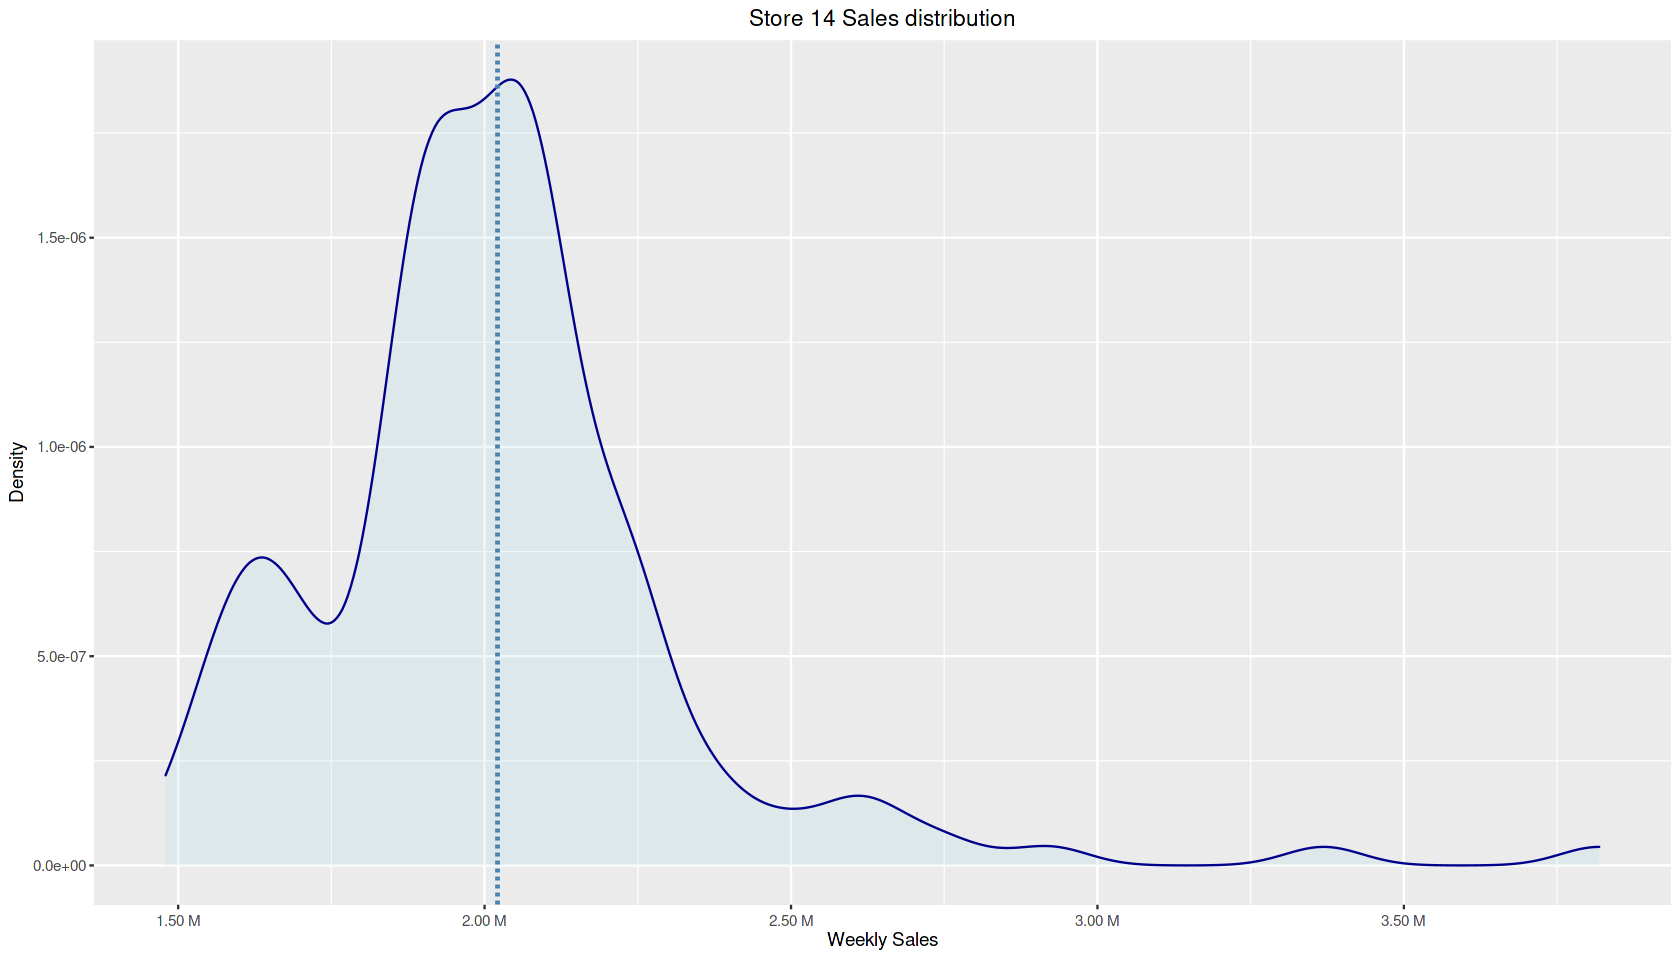 Store 14 Sales distribution
Density
1.5e-06
1.0e-06
5.0e-07
0.0e+00
1.50 M
2.00 M
2.50 M
3.00 M
3.50 M
Weekly Sales